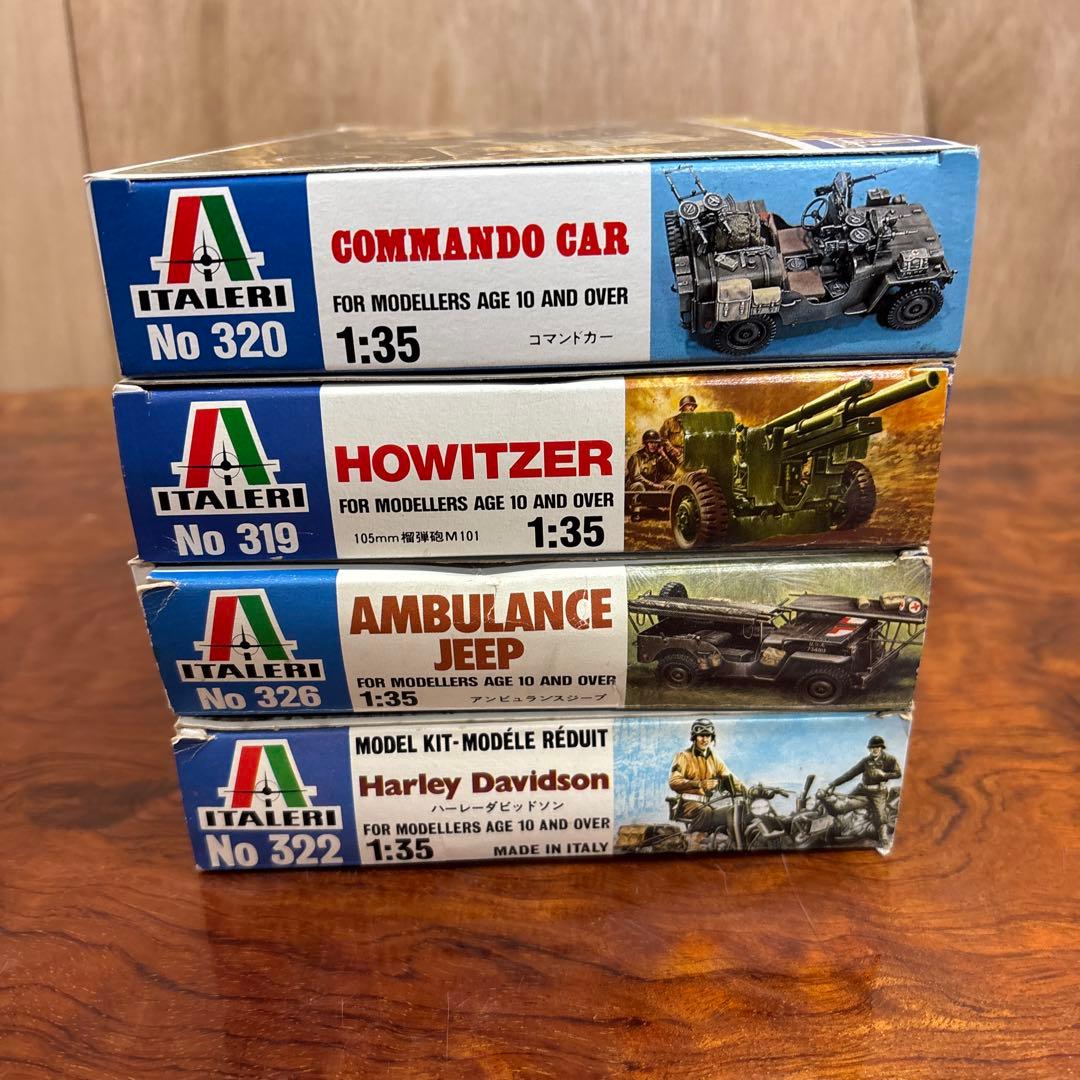 ITALERI
No 320
COMMANDO CAR
FOR MODELLERS AGE 10 AND OVER
1:35 コマンドカー
ITALERI
No 319
HOWITZER
FOR MODELLERS AGE 10 AND OVER
105mm榴弾砲M101 1:35
ITALERI
No 326
AMBULANCE
JEEP
FOR MODELLERS AGE 10 AND OVER
1:35 アンビュランスジープ
ITALERI
No 322
MODEL KIT-MODÉLE RÉDUIT
Harley Davidson
ハーレーダビッドソン
FOR MODELLERS AGE 10 AND OVER
1:35 MADE IN ITALY